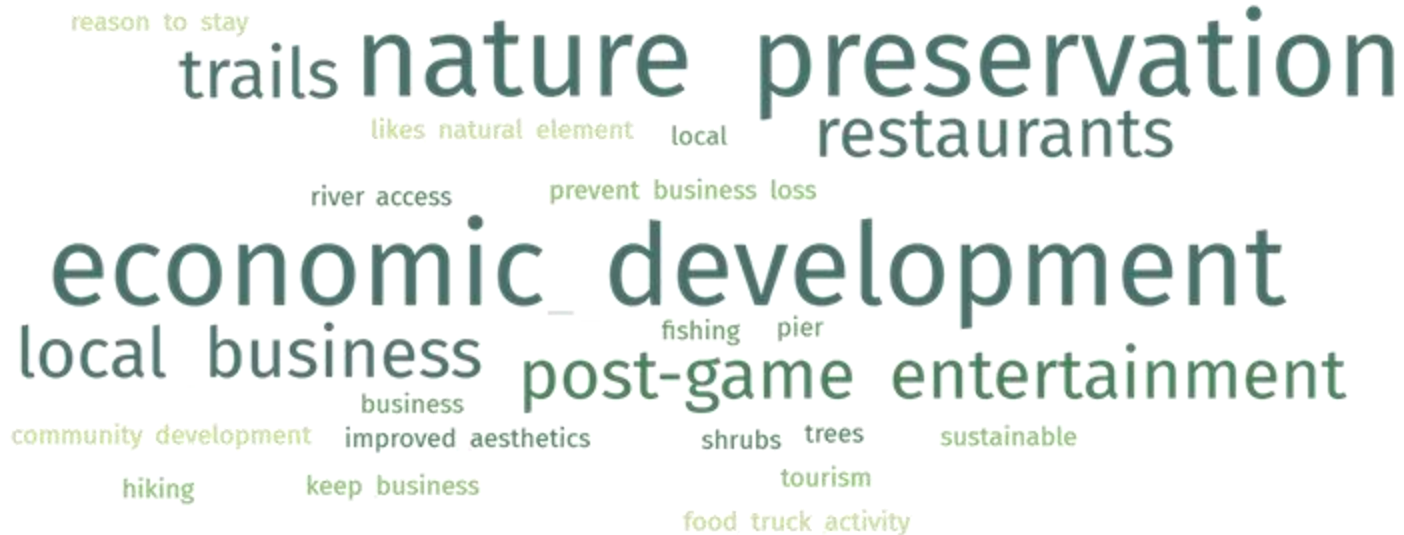 reason to stay
trails nature preservation
likes natural element local restaurants
river access prevent business loss
economic_ development
fishing pier
local business post-game entertainment
business
community development improved aesthetics shrubs trees sustainable
hiking keep business tourism
food truck activity